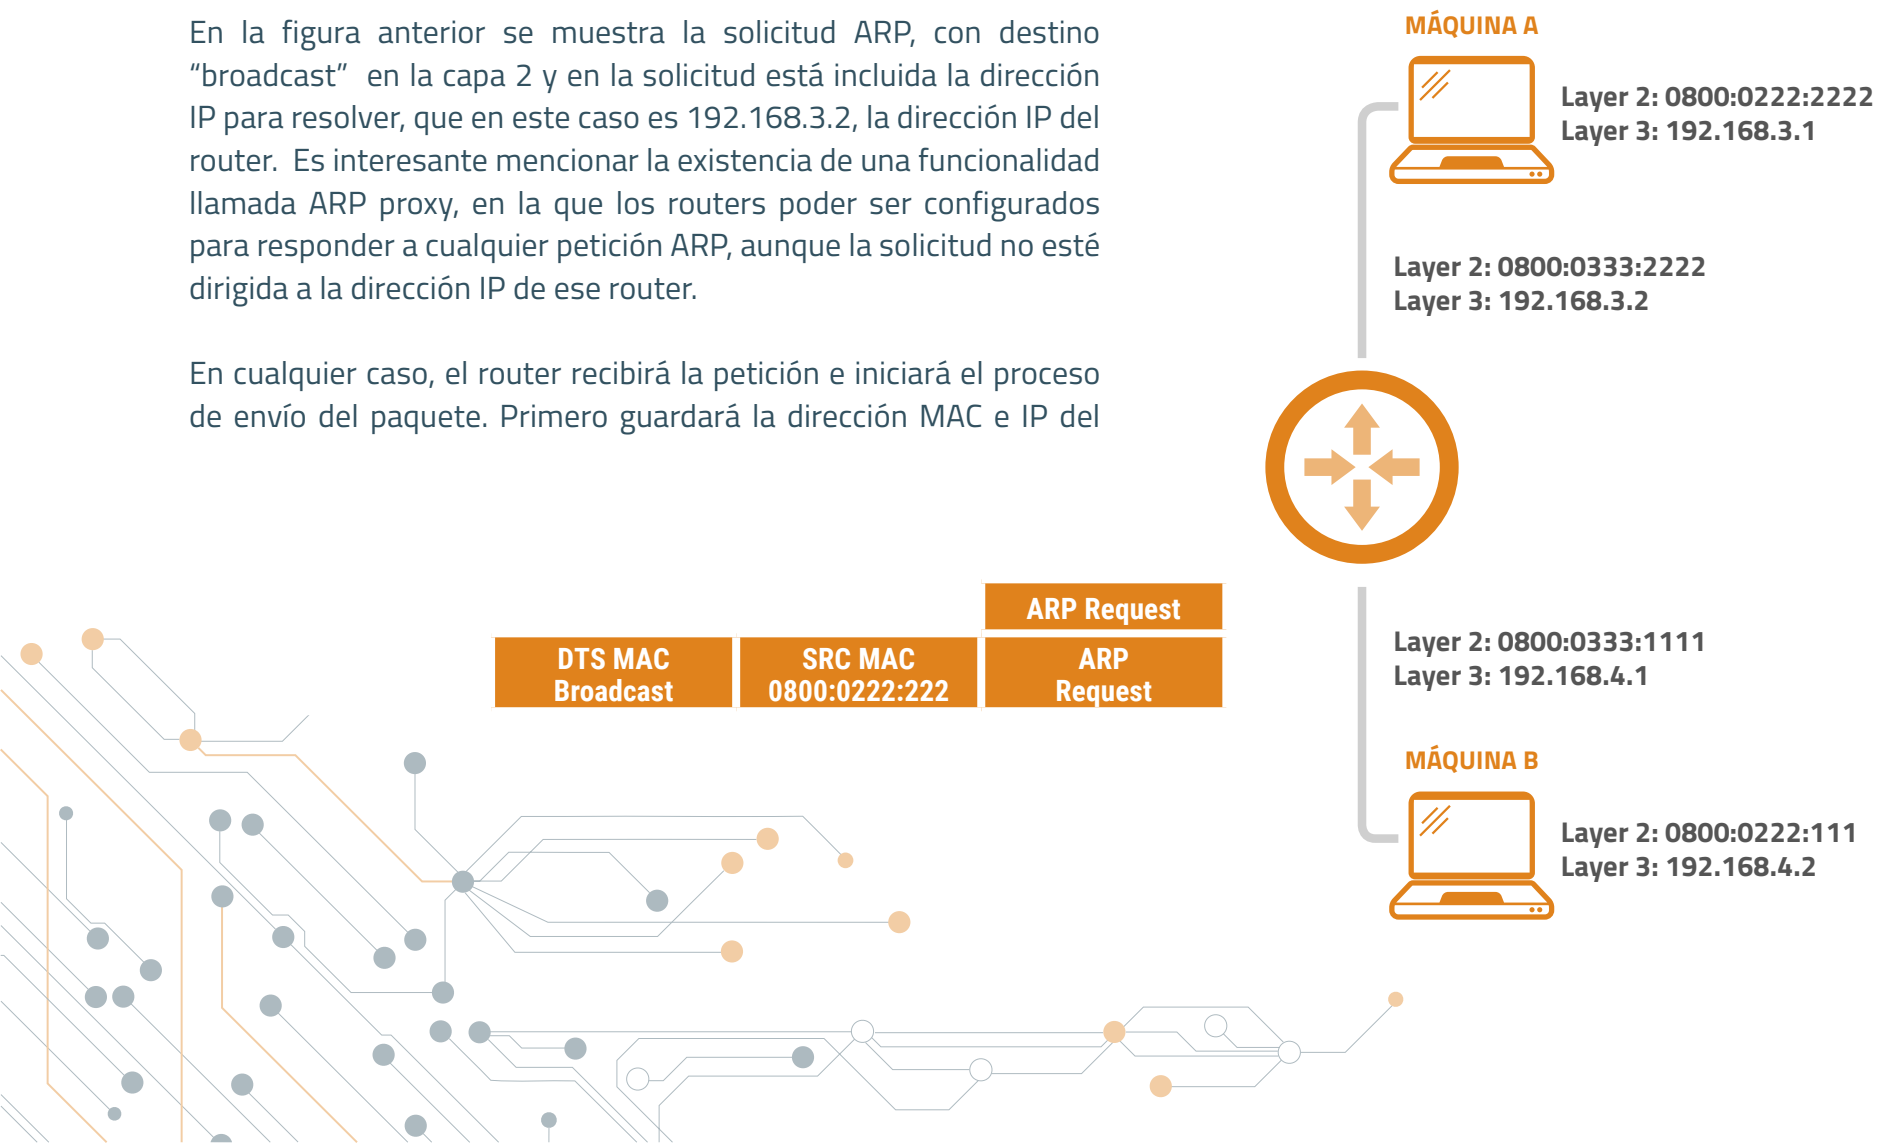 En la figura anterior se muestra la solicitud ARP, con destino
“broadcast” en la capa 2 y en la solicitud está incluida la dirección
IP para resolver, que en este caso es 192.168.3.2, la dirección IP del
router. Es interesante mencionar la existencia de una funcionalidad
llamada ARP proxy, en la que los routers poder ser configurados
para responder a cualquier petición ARP, aunque la solicitud no esté
dirigida a la dirección IP de ese router.
En cualquier caso, el router recibirá la petición e iniciará el proceso
de envío del paquete. Primero guardará la dirección MAC e IP del
MÁQUINA A
Layer 2: 0800:0222:2222
Layer 3: 192.168.3.1
Layer 2: 0800:0333:2222
Layer 3: 192.168.3.2
ARP Request
DTS MAC
Broadcast
SRC MAC
0800:0222:222
ARP
Request
Layer 2: 0800:0333:1111
Layer 3: 192.168.4.1
MÁQUINA B
Layer 2: 0800:0222:111
Layer 3: 192.168.4.2